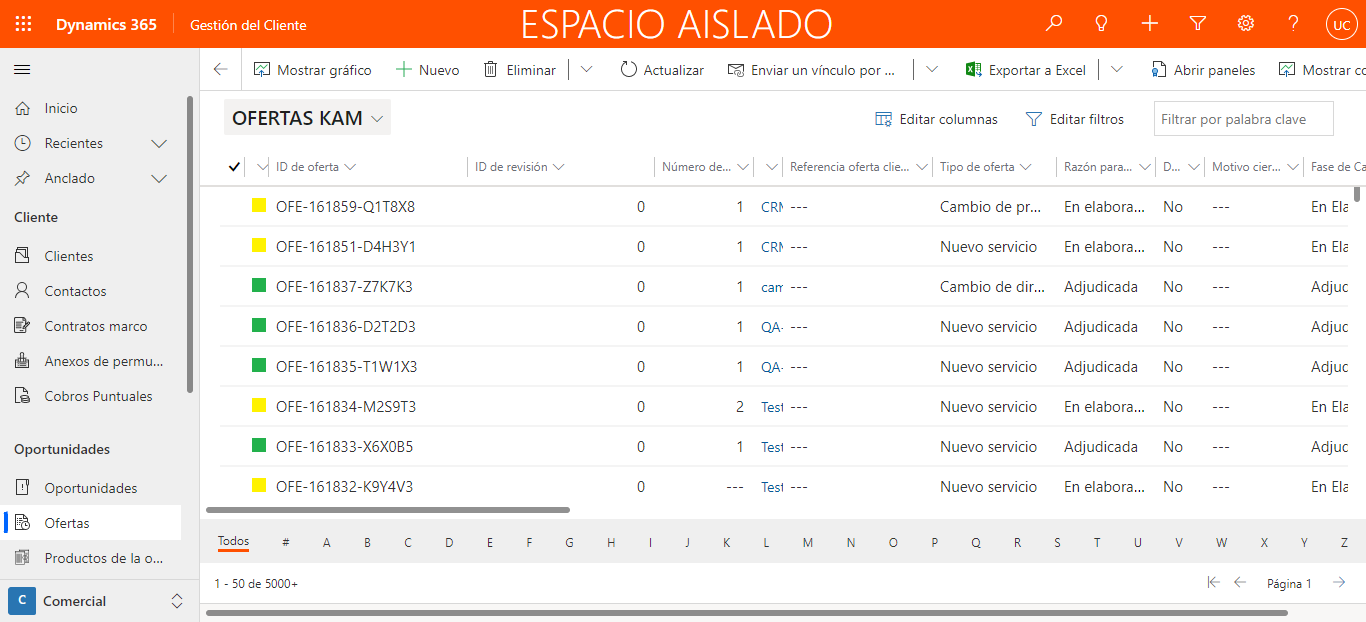 Dynamics 365 Gestión del Cliente ESPACIO AISLADO UC
Mostrar gráfico Nuevo Eliminar Actualizar Enviar un vínculo por ... Exportar a Excel Abrir paneles Mostrar co
Inicio
Recientes
Anclado
Cliente
Clientes
Contactos
Contratos marco
Anexos de permu...
Cobros Puntuales
Oportunidades
Oportunidades
Ofertas
Productos de la o...
C Comercial
OFERTAS KAM Editar columnas Editar filtros Filtrar por palabra clave
ID de oferta ID de revisión Número de... Referencia oferta clie... Tipo de oferta Razón para... D... Motivo cier... Fase de Ca
OFE-161859-Q1T8X8 0 1 CRM --- Cambio de pr... En elabora... No --- En Ela
OFE-161851-D4H3Y1 0 1 CRM --- Nuevo servicio En elabora... No --- En Ela
OFE-161837-Z7K7K3 0 1 cam --- Cambio de dir... Adjudicada No --- Adjud
OFE-161836-D2T2D3 0 1 QA- --- Nuevo servicio Adjudicada No --- Adjud
OFE-161835-T1W1X3 0 1 QA- --- Nuevo servicio Adjudicada No --- Adjud
OFE-161834-M2S9T3 0 2 Test --- Nuevo servicio En elabora... No --- En Ela
OFE-161833-X6X0B5 0 1 Test --- Nuevo servicio Adjudicada No --- Adjud
OFE-161832-K9Y4V3 0 --- Test --- Nuevo servicio En elabora... No --- En Ela
Todos # A B C D E F G H I J K L M N O P Q R S T U V W X Y Z
1 - 50 de 5000+ Página 1